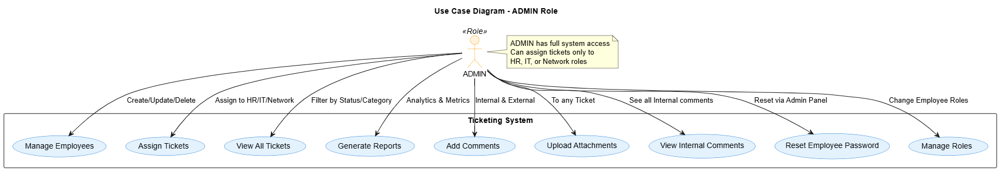 Use Case Diagram - ADMIN Role
«Role»
ADMIN has full system access
Can assign tickets only to
HR, IT, or Network roles
ADMIN
Create/Update/Delete
Assign to HR/IT/Network
Filter by Status/Category
Analytics & Metrics
Internal & External
To any Ticket
See all Internal comments
Reset via Admin Panel
Change Employee Roles
Ticketing System
Manage Employees
Assign Tickets
View All Tickets
Generate Reports
Add Comments
Upload Attachments
View Internal Comments
Reset Employee Password
Manage Roles